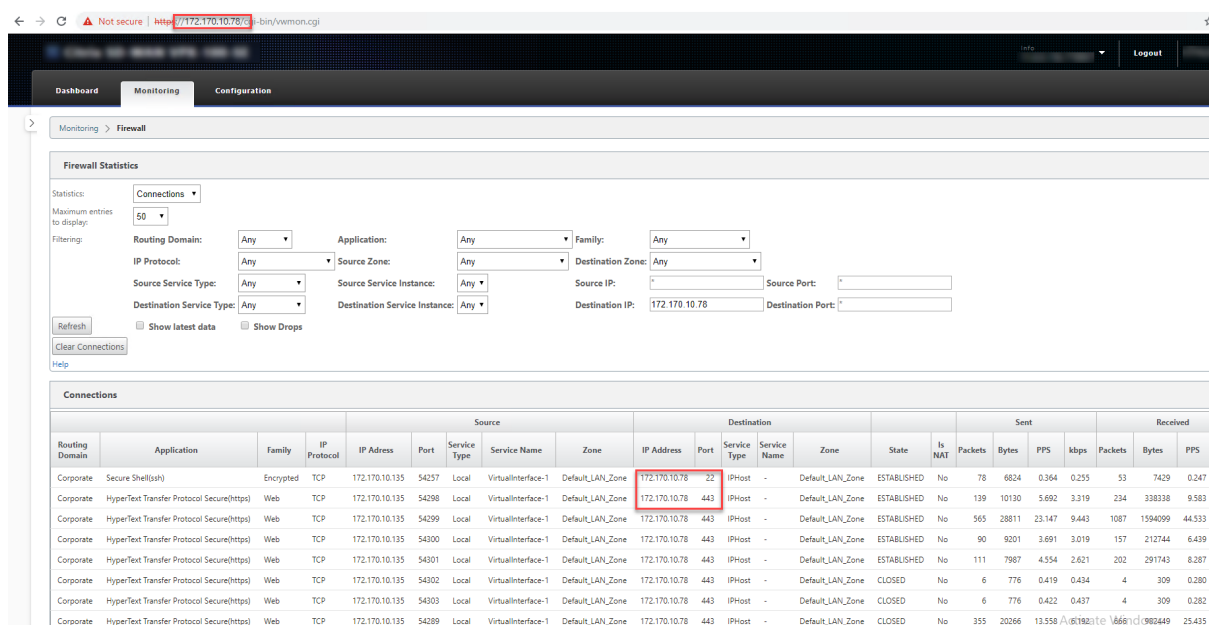 Not secure | https://172.170.10.78/cgi-bin/vwmon.cgi
Info
Logout
Dashboard Monitoring Configuration
Monitoring > Firewall
Firewall Statistics
Statistics: Connections
Maximum entries to display: 50
Filtering: Routing Domain: Any Application: Any Family: Any
IP Protocol: Any Source Zone: Any Destination Zone: Any
Source Service Type: Any Source Service Instance: Any Source IP: * Source Port: *
Destination Service Type: Any Destination Service Instance: Any Destination IP: 172.170.10.78 Destination Port: *
Refresh Show latest data Show Drops
Clear Connections
Help
Connections
Source Destination Sent Received
Routing Domain Application Family IP Protocol IP Adress Port Service Type Service Name Zone IP Address Port Service Type Service Name Zone State Is NAT Packets Bytes PPS kbps Packets Bytes PPS
Corporate Secure Shell(ssh) Encrypted TCP 172.170.10.135 54257 Local VirtualInterface-1 Default_LAN_Zone 172.170.10.78 22 IPHost - Default_LAN_Zone ESTABLISHED No 78 6824 0.364 0.255 53 7429 0.247
Corporate HyperText Transfer Protocol Secure(https) Web TCP 172.170.10.135 54298 Local VirtualInterface-1 Default_LAN_Zone 172.170.10.78 443 IPHost - Default_LAN_Zone ESTABLISHED No 139 10130 5.692 3.319 234 338338 9.583
Corporate HyperText Transfer Protocol Secure(https) Web TCP 172.170.10.135 54299 Local VirtualInterface-1 Default_LAN_Zone 172.170.10.78 443 IPHost - Default_LAN_Zone ESTABLISHED No 565 28811 23.147 9.443 1087 1594099 44.533
Corporate HyperText Transfer Protocol Secure(https) Web TCP 172.170.10.135 54300 Local VirtualInterface-1 Default_LAN_Zone 172.170.10.78 443 IPHost - Default_LAN_Zone ESTABLISHED No 90 9201 3.691 3.019 157 212744 6.439
Corporate HyperText Transfer Protocol Secure(https) Web TCP 172.170.10.135 54301 Local VirtualInterface-1 Default_LAN_Zone 172.170.10.78 443 IPHost - Default_LAN_Zone ESTABLISHED No 111 7987 4.554 2.621 202 291743 8.287
Corporate HyperText Transfer Protocol Secure(https) Web TCP 172.170.10.135 54302 Local VirtualInterface-1 Default_LAN_Zone 172.170.10.78 443 IPHost - Default_LAN_Zone CLOSED No 6 776 0.419 0.434 4 309 0.280
Corporate HyperText Transfer Protocol Secure(https) Web TCP 172.170.10.135 54303 Local VirtualInterface-1 Default_LAN_Zone 172.170.10.78 443 IPHost - Default_LAN_Zone CLOSED No 6 776 0.422 0.437 4 309 0.282
Corporate HyperText Transfer Protocol Secure(https) Web TCP 172.170.10.135 54289 Local VirtualInterface-1 Default_LAN_Zone 172.170.10.78 443 IPHost - Default_LAN_Zone CLOSED No 355 20266 13.558 25.435
Activate Windows